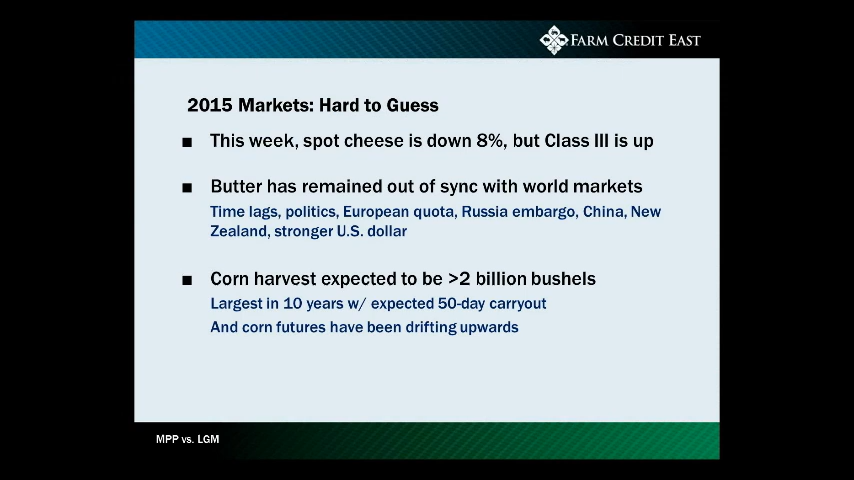 FARM CREDIT EAST
2015 Markets: Hard to Guess
■ This week, spot cheese is down 8%, but Class III is up
■ Butter has remained out of sync with world markets
Time lags, politics, European quota, Russia embargo, China, New
Zealand, stronger U.S. dollar
■ Corn harvest expected to be >2 billion bushels
Largest in 10 years w/ expected 50-day carryout
And corn futures have been drifting upwards
MPP vs. LGM